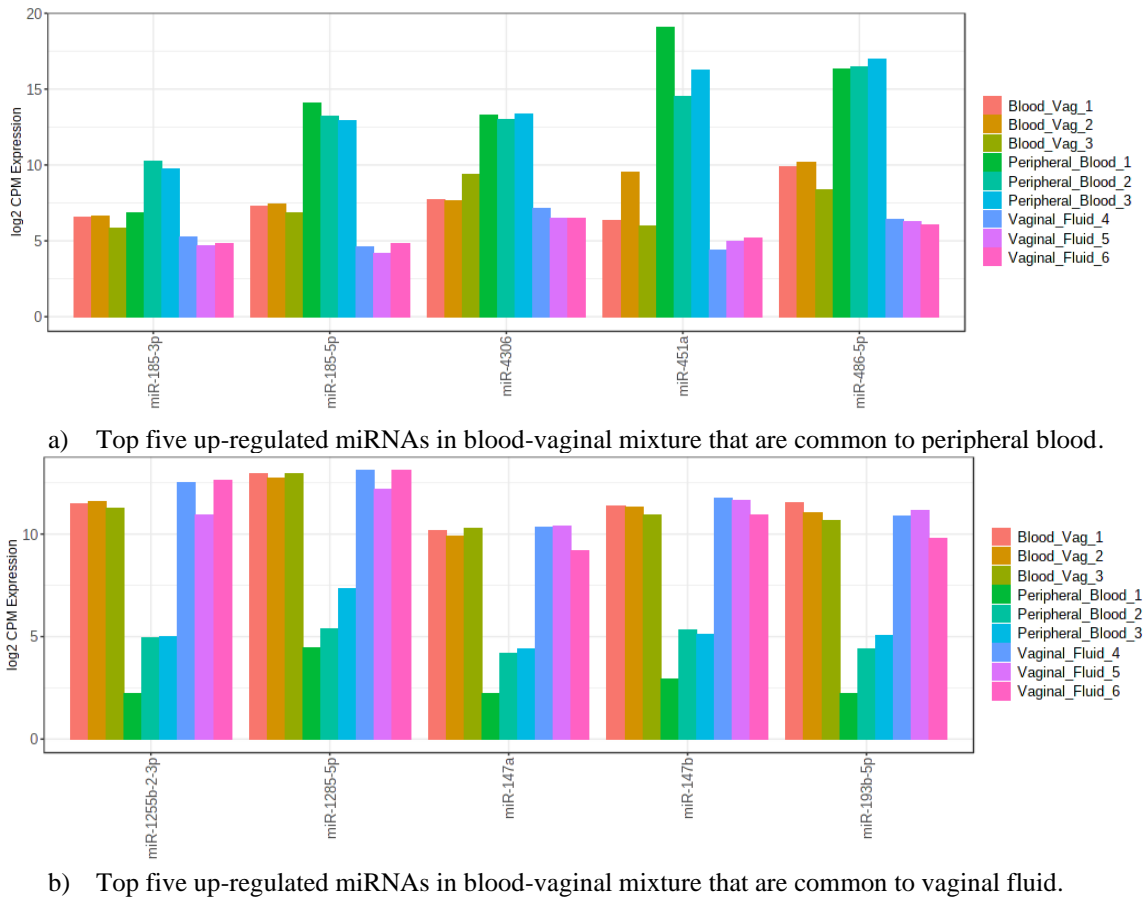 20
15
10
5
0
log2 CPM Expression
miR-185-3p
miR-185-5p
miR-4306
miR-451a
miR-486-5p
Blood_Vag_1
Blood_Vag_2
Blood_Vag_3
Peripheral_Blood_1
Peripheral_Blood_2
Peripheral_Blood_3
Vaginal_Fluid_4
Vaginal_Fluid_5
Vaginal_Fluid_6
a) Top five up-regulated miRNAs in blood-vaginal mixture that are common to peripheral blood.
10
5
0
log2 CPM Expression
miR-1255b-2-3p
miR-1285-5p
miR-147a
miR-147b
miR-193b-5p
Blood_Vag_1
Blood_Vag_2
Blood_Vag_3
Peripheral_Blood_1
Peripheral_Blood_2
Peripheral_Blood_3
Vaginal_Fluid_4
Vaginal_Fluid_5
Vaginal_Fluid_6
b) Top five up-regulated miRNAs in blood-vaginal mixture that are common to vaginal fluid.